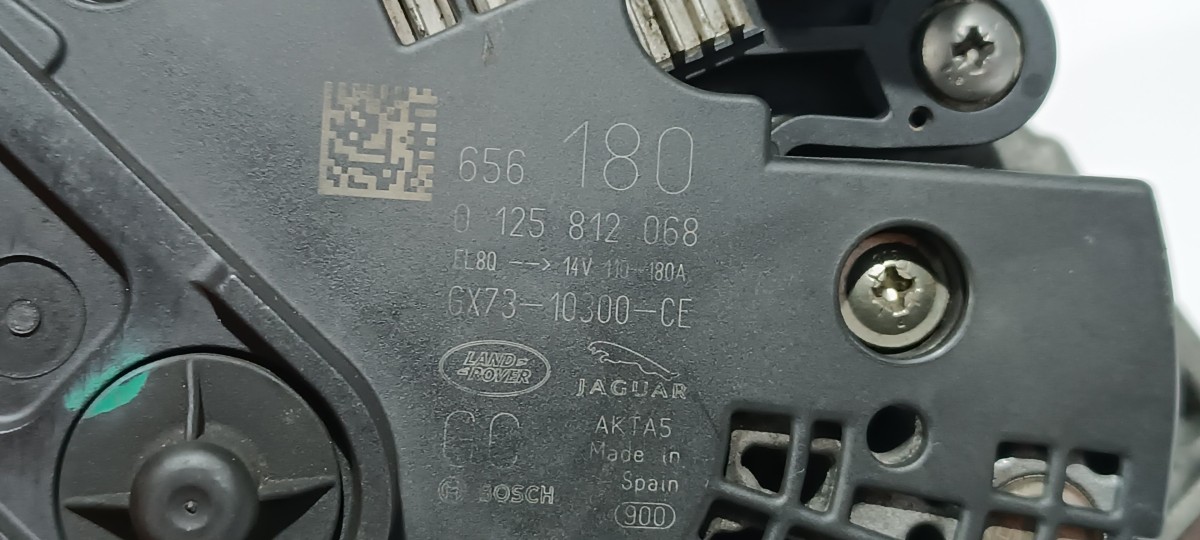 656 180
0 125 812 068
EL8Q --> 14V 110-180A
GX73-10300-CE
LAND-ROVER
JAGUAR
GC
AKTA5
Made in
Spain
BOSCH
900